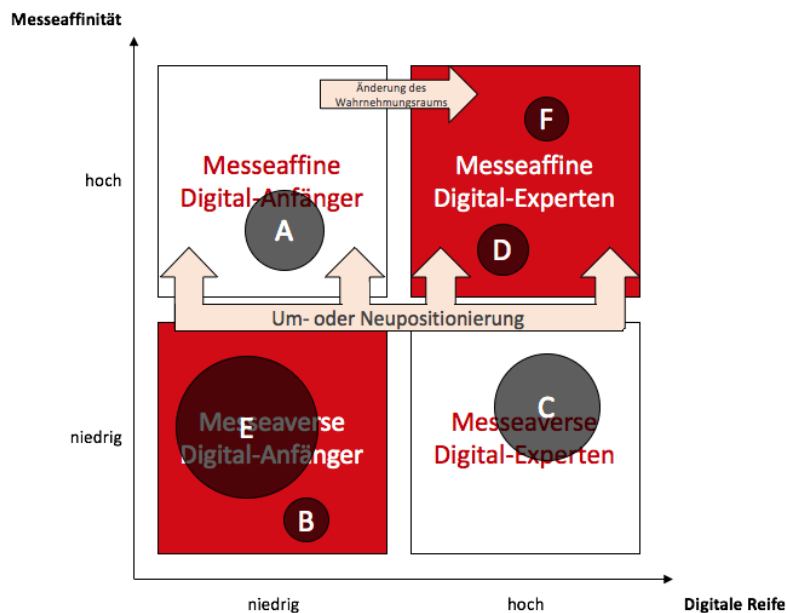 Messeaffinität
Änderung des
Wahrnehmungsraums
F
hoch
Messeaffine
Digital-Anfänger
Messeaffine
Digital-Experten
A
D
Um- oder Neupositionierung
niedrig
Messeaverse
Digital-Anfänger
E
B
Messeaverse
Digital-Experten
C
niedrig
hoch
Digitale Reife